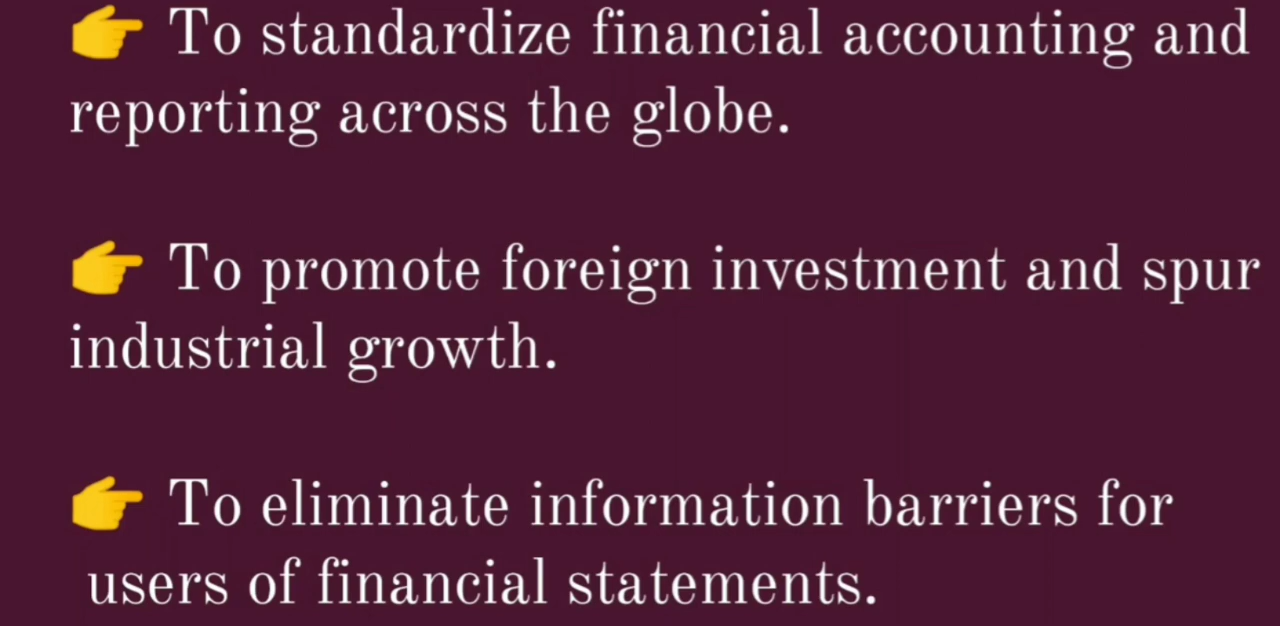 👉 To standardize financial accounting and
reporting across the globe.
👉 To promote foreign investment and spur
industrial growth.
👉 To eliminate information barriers for
users of financial statements.